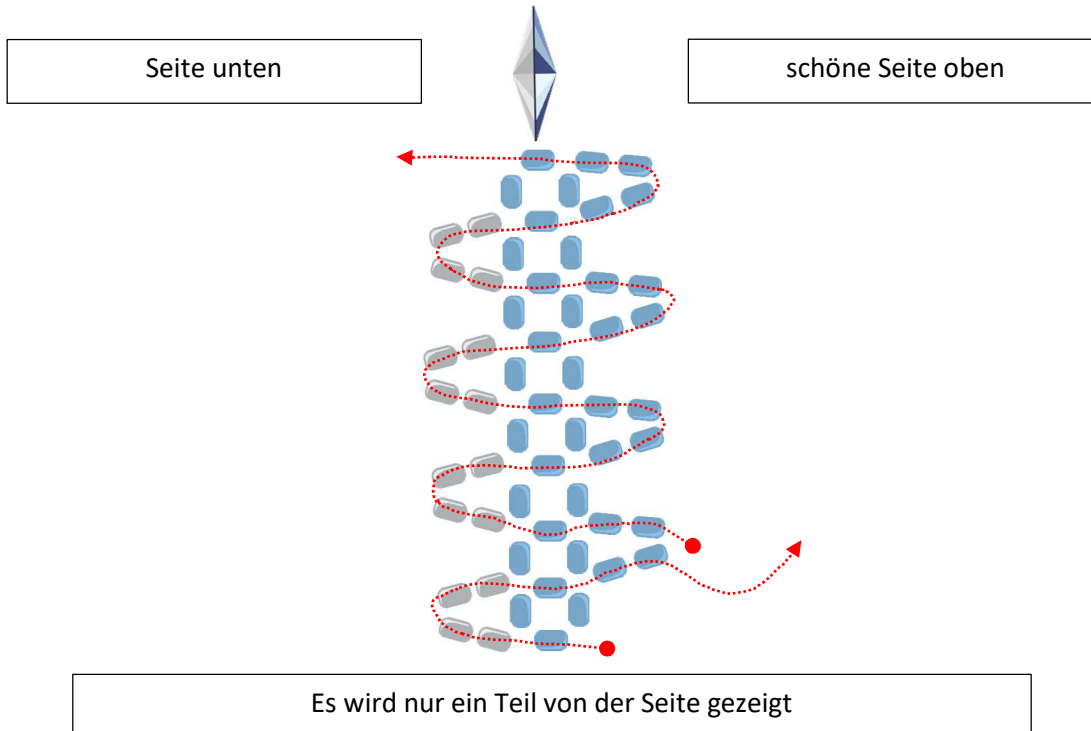 Seite unten
schöne Seite oben
Es wird nur ein Teil von der Seite gezeigt